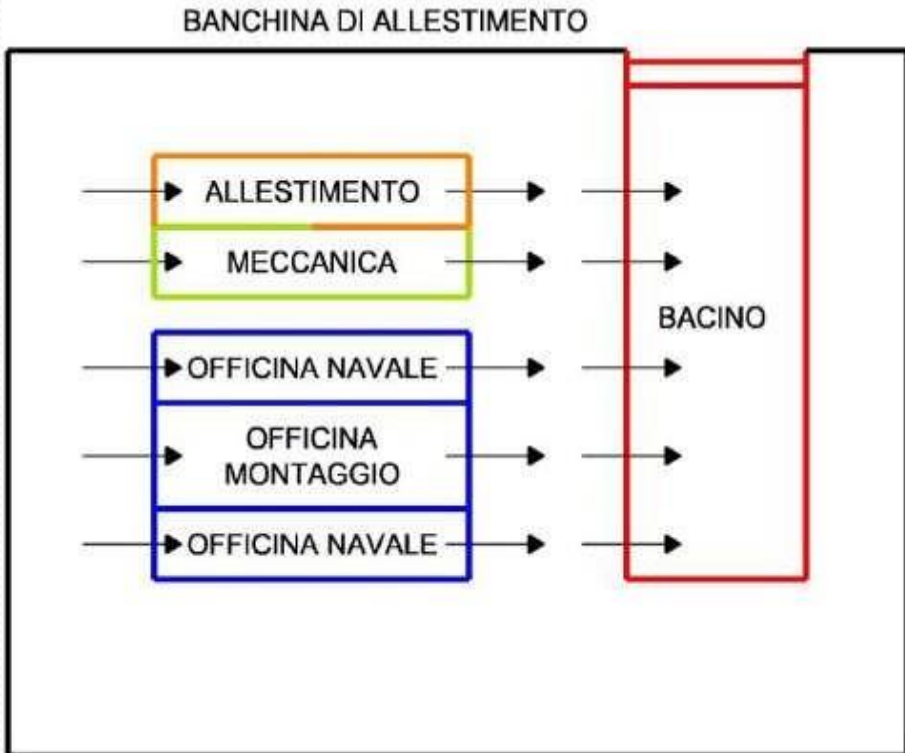 BANCHINA DI ALLESTIMENTO
ALLESTIMENTO
MECCANICA
BACINO
OFFICINA NAVALE
OFFICINA
MONTAGGIO
OFFICINA NAVALE